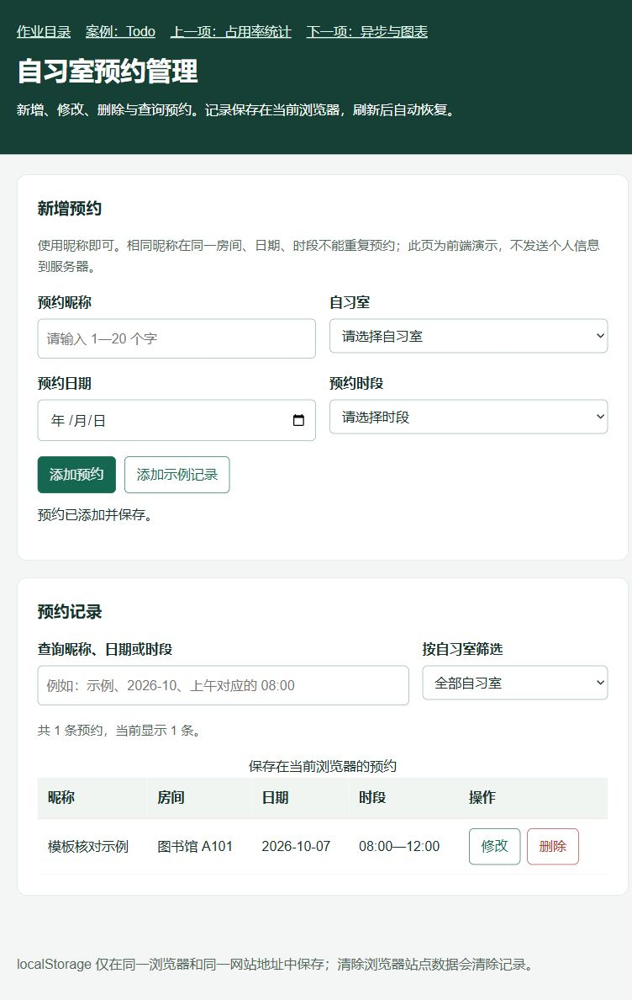 作业目录 案例：Todo 上一项：占用率统计 下一项：异步与图表
自习室预约管理
新增、修改、删除与查询预约。记录保存在当前浏览器，刷新后自动恢复。
新增预约
使用昵称即可。相同昵称在同一房间、日期、时段不能重复预约；此页为前端演示，不发送个人信息
到服务器。
预约昵称 自习室
请输入 1—20 个字 请选择自习室
预约日期 预约时段
年 /月/日 请选择时段
添加预约 添加示例记录
预约已添加并保存。
预约记录
查询昵称、日期或时段 按自习室筛选
例如：示例、2026-10、上午对应的 08:00 全部自习室
共 1 条预约，当前显示 1 条。
保存在当前浏览器的预约
昵称 房间 日期 时段 操作
模板核对示例 图书馆 A101 2026-10-07 08:00—12:00 修改 删除
localStorage 仅在同一浏览器和同一网站地址中保存；清除浏览器站点数据会清除记录。